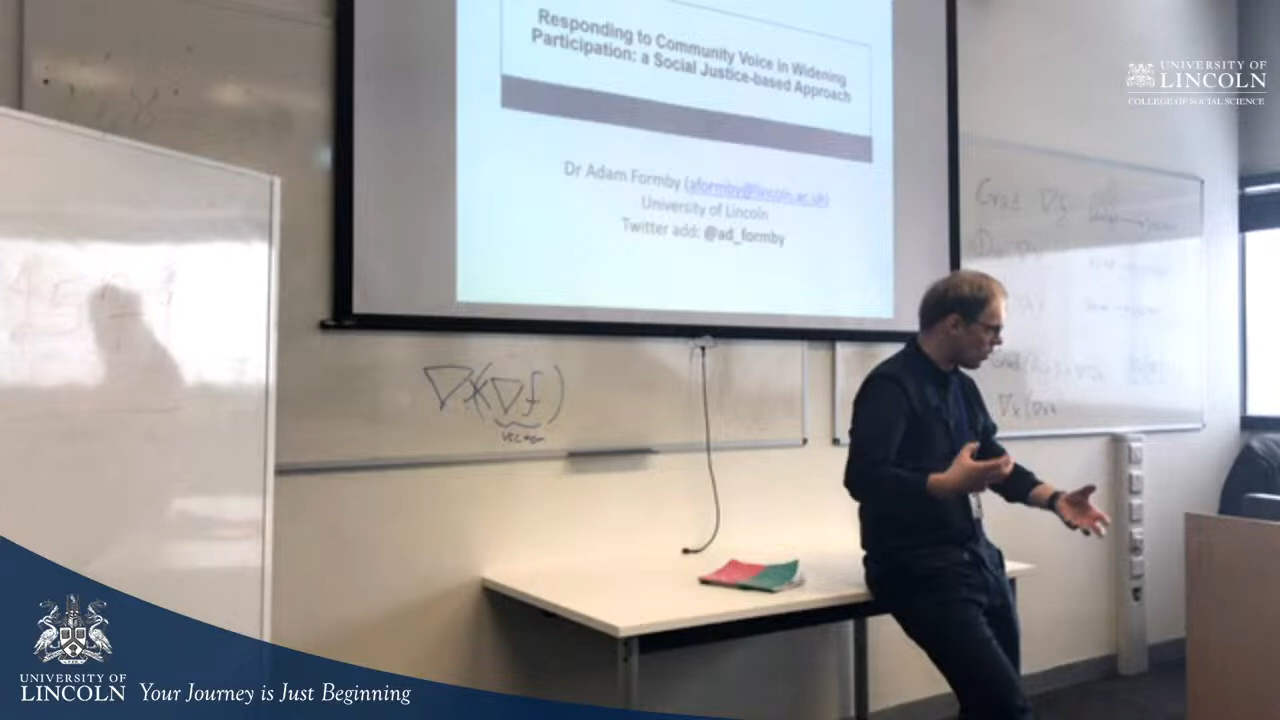 Responding to Community Voice in Widening
Participation: a Social Justice-based Approach
Dr Adam Formby (aformby@lincoln.ac.uk)
University of Lincoln
Twitter add: @ad_formby
UNIVERSITY OF
LINCOLN
COLLEGE OF SOCIAL SCIENCE
Grad ∇f
∇×(∇f)
vector
UNIVERSITY OF
LINCOLN
Your Journey is Just Beginning